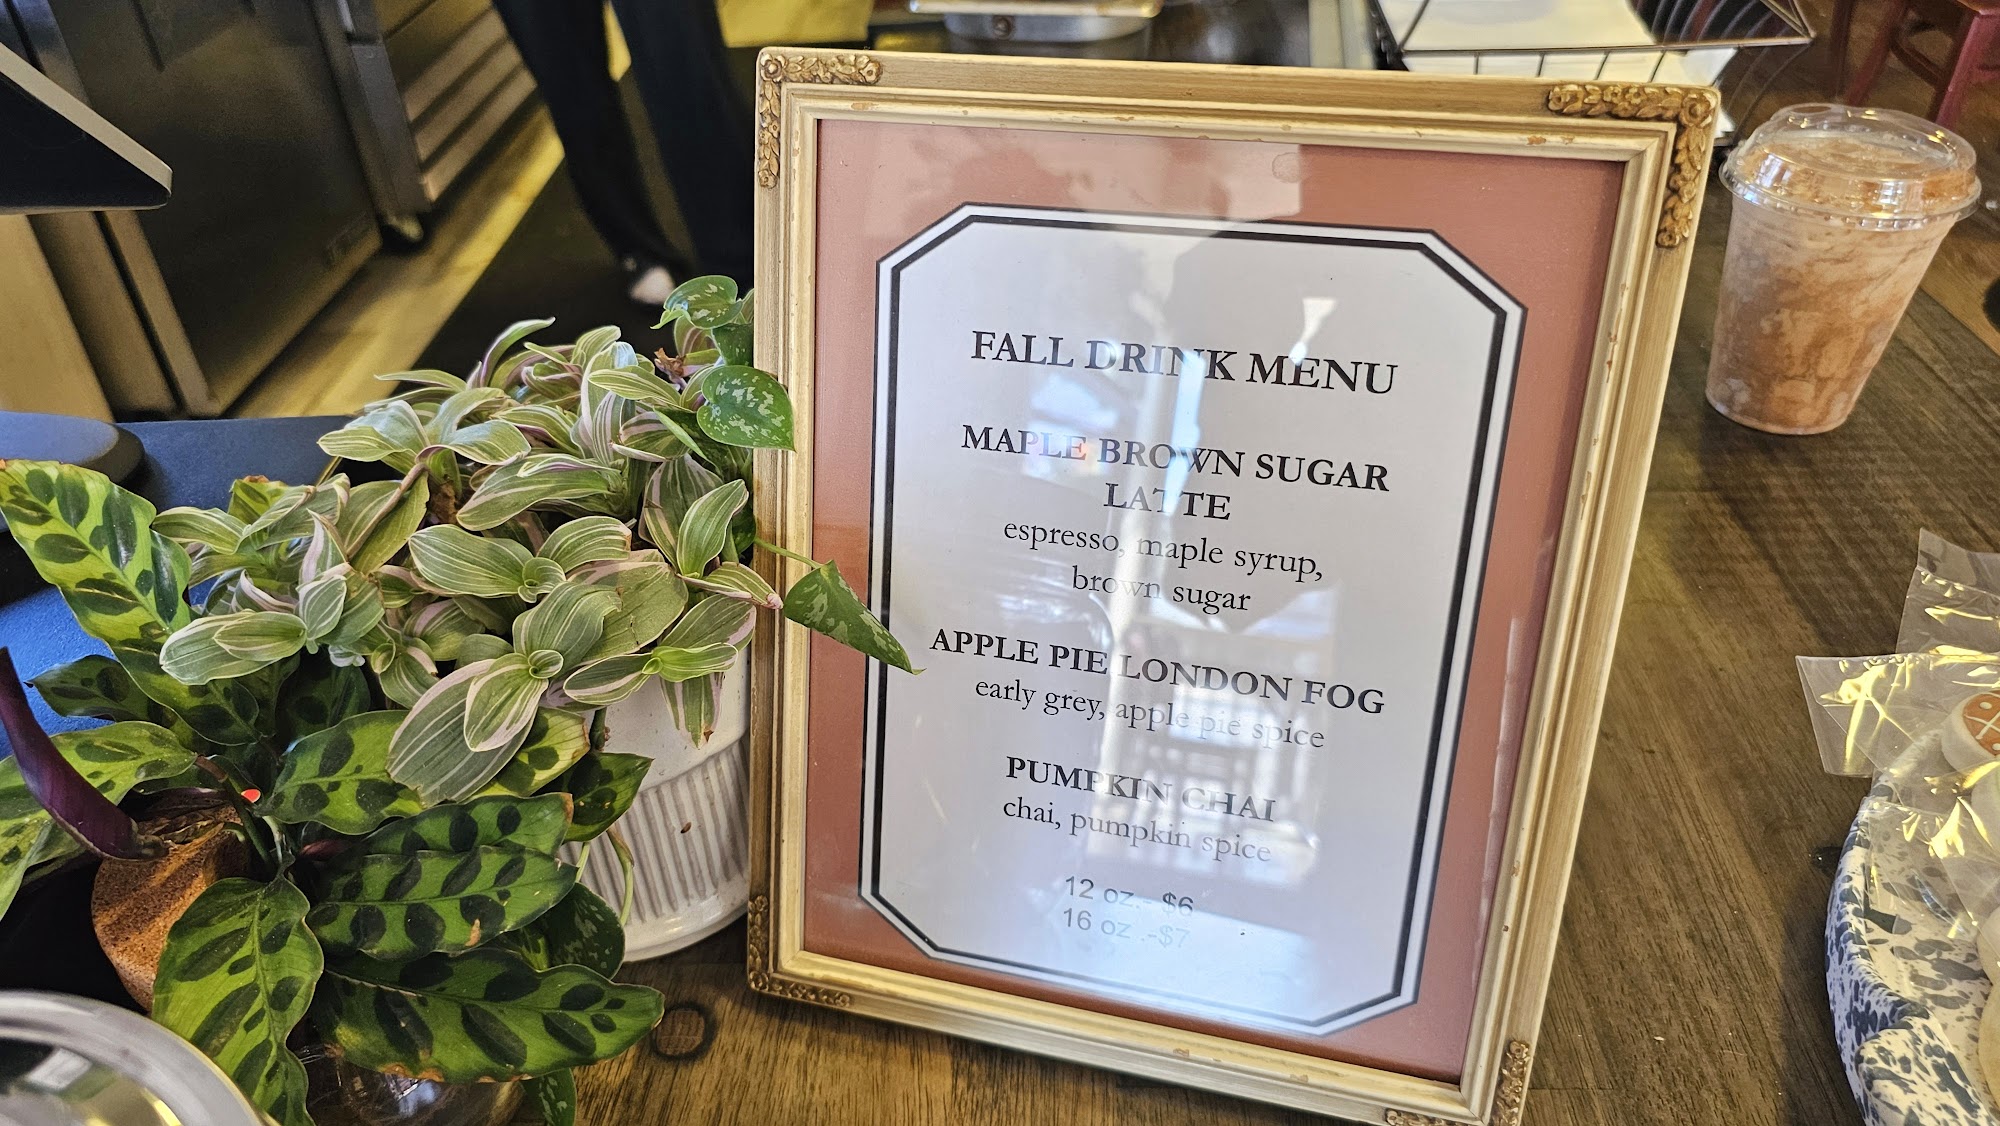 FALL DRINK MENU
MAPLE BROWN SUGAR
LATTE
espresso, maple syrup,
brown sugar
APPLE PIE LONDON FOG
early grey, apple pie spice
PUMPKIN CHAI
chai, pumpkin spice
12 oz.- $6
16 oz .-$7